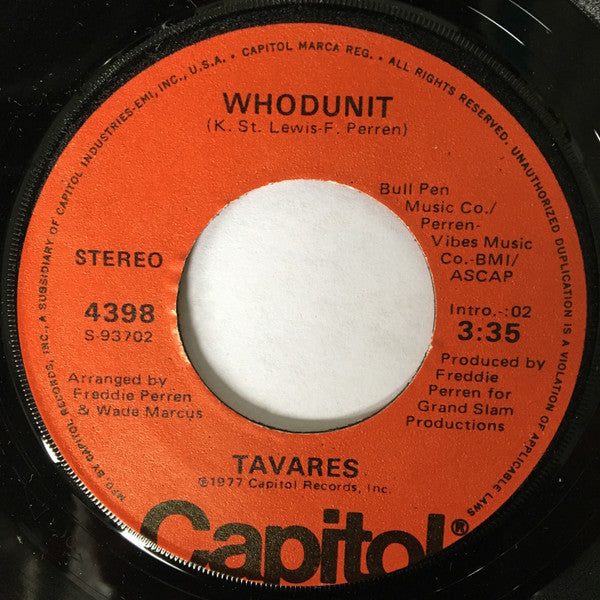 MFD. BY CAPITOL RECORDS, INC., A SUBSIDIARY OF CAPITOL INDUSTRIES-EMI, INC., U.S.A. • CAPITOL MARCA REG. • ALL RIGHTS RESERVED. UNAUTHORIZED DUPLICATION IS A VIOLATION OF APPLICABLE LAWS
WHODUNIT
(K. St. Lewis-F. Perren)
Bull Pen
Music Co./
Perren-
Vibes Music
Co.-BMI/
ASCAP
STEREO
4398
S-93702
Intro.-:02
3:35
Arranged by
Freddie Perren
& Wade Marcus
Produced by
Freddie
Perren for
Grand Slam
Productions
TAVARES
℗1977 Capitol Records, Inc.
Capitol®